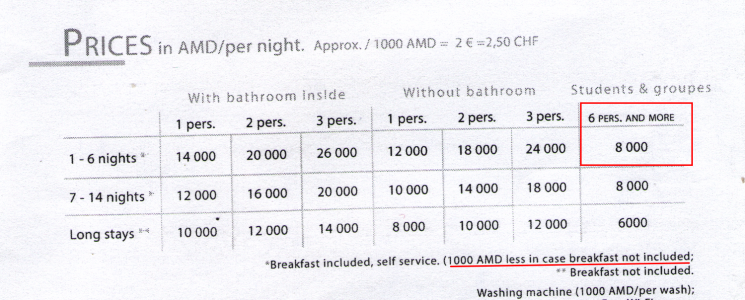 PRICES in AMD/per night. Approx. / 1000 AMD = 2 € =2,50 CHF
With bathroom inside Without bathroom Students & groupes
1 pers. 2 pers. 3 pers. 1 pers. 2 pers. 3 pers. 6 PERS. AND MORE
1 - 6 nights * 14 000 20 000 26 000 12 000 18 000 24 000 8 000
7 - 14 nights * 12 000 16 000 20 000 10 000 14 000 18 000 8 000
Long stays ** 10 000 12 000 14 000 8 000 10 000 12 000 6000
*Breakfast included, self service. (1000 AMD less in case breakfast not included;
** Breakfast not included.
Washing machine (1000 AMD/per wash);